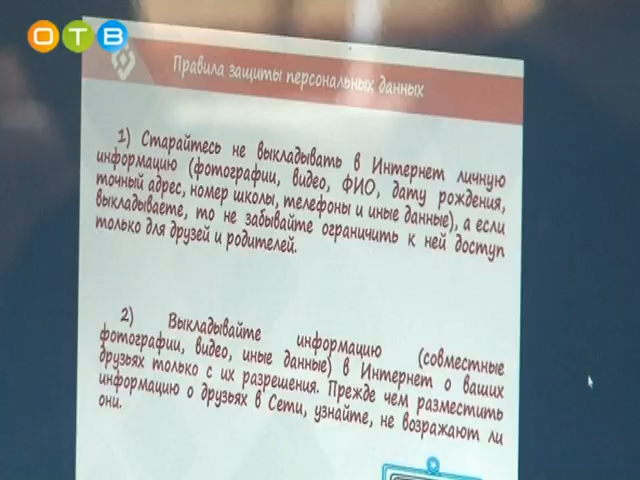 ОТВ
Правила защиты персональных данных
1) Старайтесь не выкладывать в Интернет личную
информацию (фотографии, видео, ФИО, дату рождения,
точный адрес, номер школы, телефоны и иные данные), а если
выкладываете, то не забывайте ограничить к ней доступ
только для друзей и родителей.
2) Выкладывайте информацию (совместные
фотографии, видео, иные данные) в Интернет о ваших
друзьях только с их разрешения. Прежде чем разместить
информацию о друзьях в Сети, узнайте, не возражают ли
они.